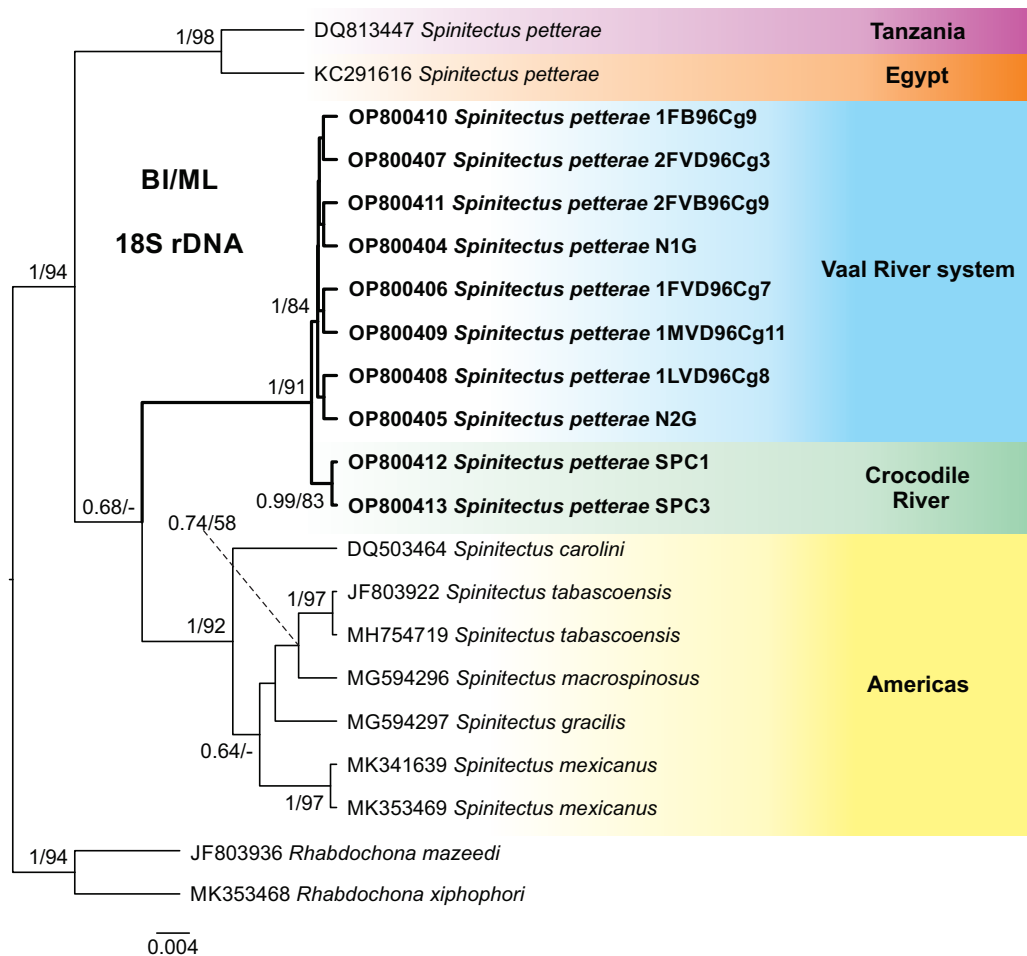 1/98
DQ813447 Spinitectus petterae
Tanzania
KC291616 Spinitectus petterae
Egypt
BI/ML
18S rDNA
OP800410 Spinitectus petterae 1FB96Cg9
OP800407 Spinitectus petterae 2FVD96Cg3
OP800411 Spinitectus petterae 2FVB96Cg9
OP800404 Spinitectus petterae N1G
Vaal River system
1/94
OP800406 Spinitectus petterae 1FVD96Cg7
1/84
OP800409 Spinitectus petterae 1MVD96Cg11
OP800408 Spinitectus petterae 1LVD96Cg8
1/91
OP800405 Spinitectus petterae N2G
OP800412 Spinitectus petterae SPC1
Crocodile
River
0.99/83
OP800413 Spinitectus petterae SPC3
0.68/-
0.74/58
DQ503464 Spinitectus carolini
1/97
JF803922 Spinitectus tabascoensis
1/92
MH754719 Spinitectus tabascoensis
MG594296 Spinitectus macrospinosus
Americas
MG594297 Spinitectus gracilis
0.64/-
MK341639 Spinitectus mexicanus
1/97
MK353469 Spinitectus mexicanus
1/94
JF803936 Rhabdochona mazeedi
MK353468 Rhabdochona xiphophori
0.004